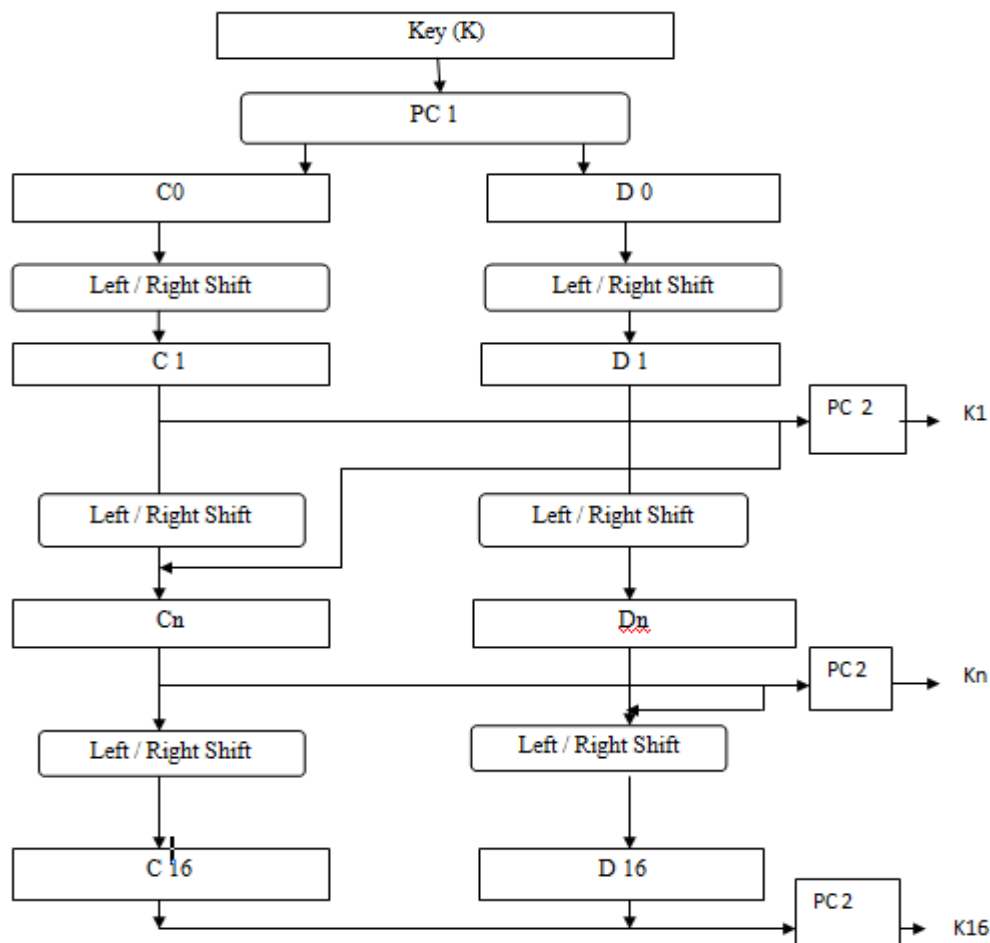 Key (K)
PC 1
C0
D 0
Left / Right Shift
Left / Right Shift
C 1
D 1
PC 2
K1
Left / Right Shift
Left / Right Shift
Cn
Dn
PC 2
Kn
Left / Right Shift
Left / Right Shift
C 16
D 16
PC 2
K16